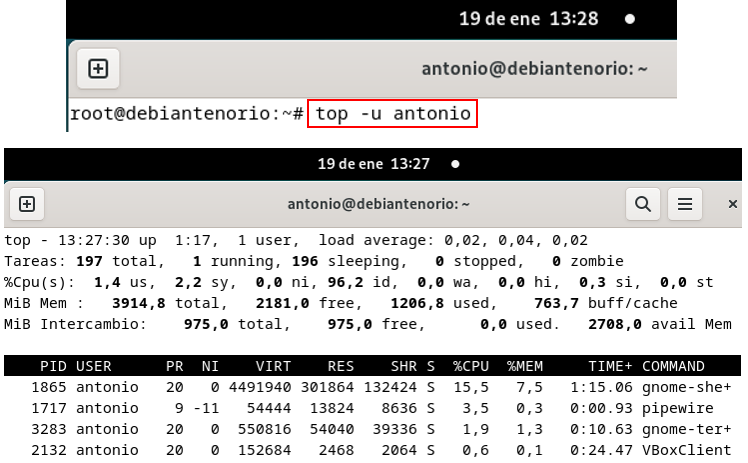 19 de ene 13:28
antonio@debiantenorio: ~
root@debiantenorio:~# top -u antonio
19 de ene 13:27
antonio@debiantenorio: ~
top - 13:27:30 up 1:17, 1 user, load average: 0,02, 0,04, 0,02
Tareas: 197 total, 1 running, 196 sleeping, 0 stopped, 0 zombie
%Cpu(s): 1,4 us, 2,2 sy, 0,0 ni, 96,2 id, 0,0 wa, 0,0 hi, 0,3 si, 0,0 st
MiB Mem : 3914,8 total, 2181,0 free, 1206,8 used, 763,7 buff/cache
MiB Intercambio: 975,0 total, 975,0 free, 0,0 used. 2708,0 avail Mem
PID USER PR NI VIRT RES SHR S %CPU %MEM TIME+ COMMAND
1865 antonio 20 0 4491940 301864 132424 S 15,5 7,5 1:15.06 gnome-she+
1717 antonio 9 -11 54444 13824 8636 S 3,5 0,3 0:00.93 pipewire
3283 antonio 20 0 550816 54040 39336 S 1,9 1,3 0:10.63 gnome-ter+
2132 antonio 20 0 152684 2468 2064 S 0,6 0,1 0:24.47 VBoxClient